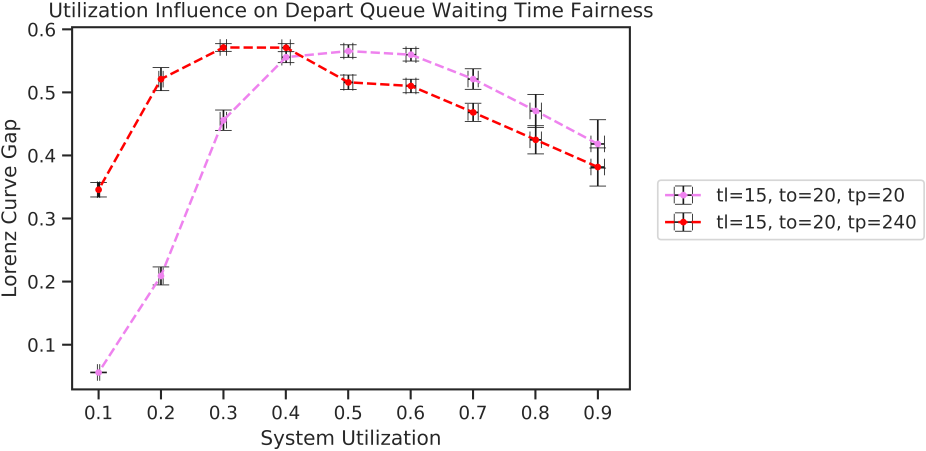 Utilization Influence on Depart Queue Waiting Time Fairness
0.6
0.5
0.4
0.3
0.2
0.1
Lorenz Curve Gap
0.1 0.2 0.3 0.4 0.5 0.6 0.7 0.8 0.9
System Utilization
tl=15, to=20, tp=20
tl=15, to=20, tp=240